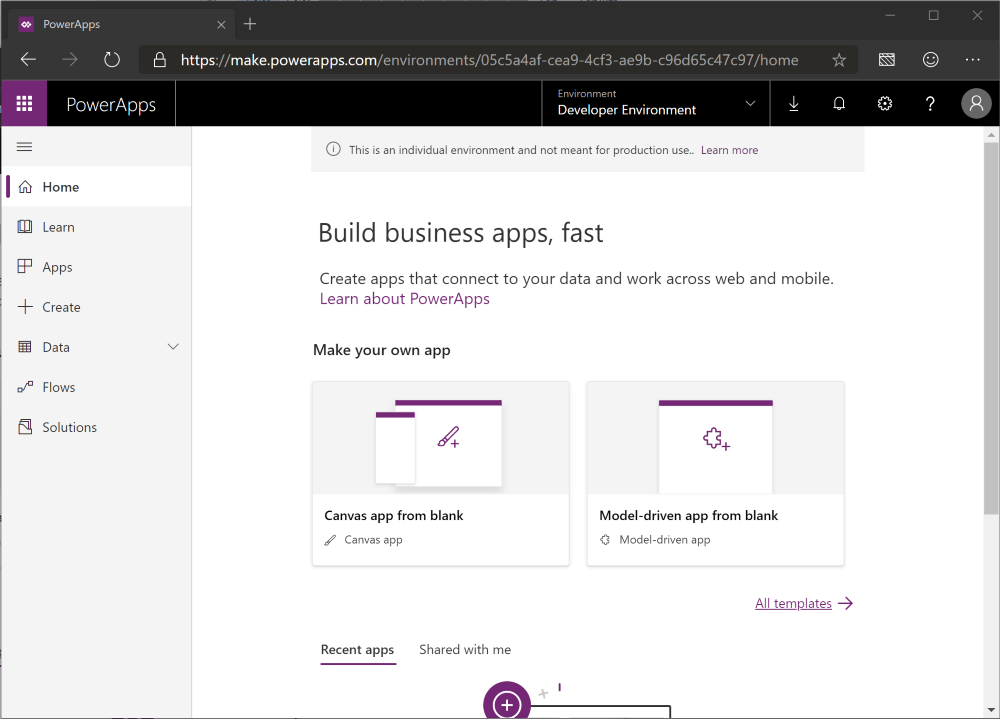 PowerApps
https://make.powerapps.com/environments/05c5a4af-cea9-4cf3-ae9b-c96d65c47c97/home
PowerApps
Environment
Developer Environment
?
This is an individual environment and not meant for production use.. Learn more
Home
Learn
Apps
Create
Data
Flows
Solutions
Build business apps, fast
Create apps that connect to your data and work across web and mobile.
Learn about PowerApps
Make your own app
Canvas app from blank
Canvas app
Model-driven app from blank
Model-driven app
All templates
Recent apps
Shared with me